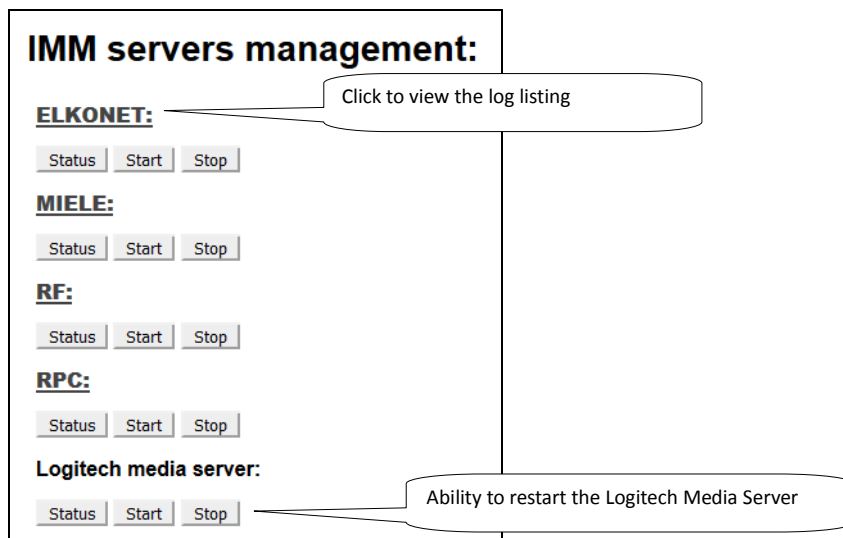 IMM servers management:
Click to view the log listing
ELKONET:
Status Start Stop
MIELE:
Status Start Stop
RF:
Status Start Stop
RPC:
Status Start Stop
Logitech media server:
Ability to restart the Logitech Media Server
Status Start Stop